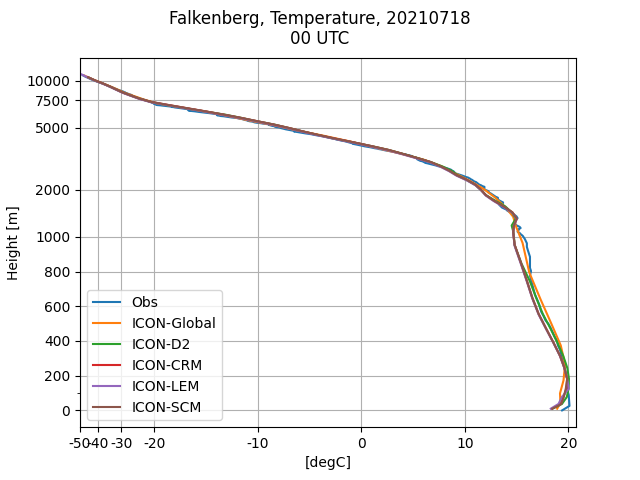 Falkenberg, Temperature, 20210718
00 UTC
10000
7500
5000
2000
1000
800
600
400
200
0
Height [m]
Obs
ICON-Global
ICON-D2
ICON-CRM
ICON-LEM
ICON-SCM
-50 -40 -30 -20 -10 0 10 20
[degC]